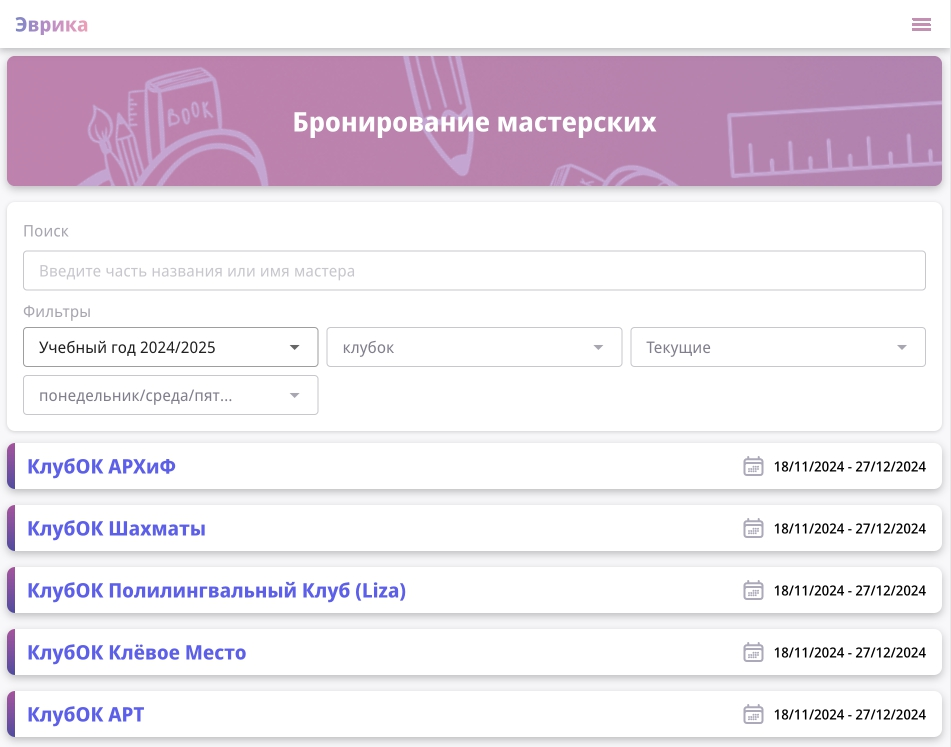 Эврика
BOOK
Бронирование мастерских
Поиск
Введите часть названия или имя мастера
Фильтры
Учебный год 2024/2025
клубок
Текущие
понедельник/среда/пят...
КлубОК АРХиФ 18/11/2024 - 27/12/2024
КлубОК Шахматы 18/11/2024 - 27/12/2024
КлубОК Полилингвальный Клуб (Liza) 18/11/2024 - 27/12/2024
КлубОК Клёвое Место 18/11/2024 - 27/12/2024
КлубОК АРТ 18/11/2024 - 27/12/2024